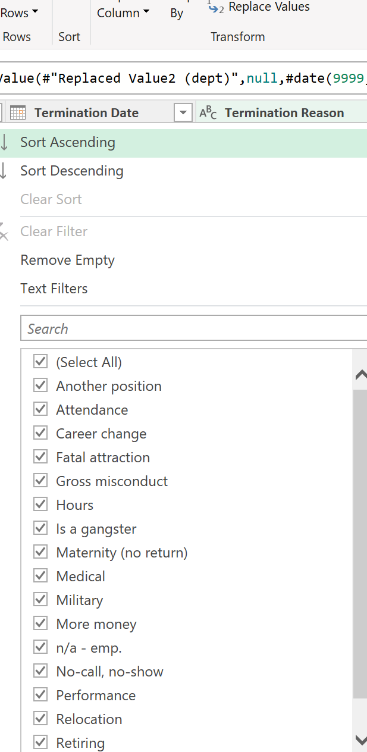 Rows
Column
By
1
2
Replace Values
Rows
Sort
Transform
Value(#"Replaced Value2 (dept)",null,#date(9999,
Termination Date
ABC
Termination Reason
Sort Ascending
Sort Descending
Clear Sort
Clear Filter
Remove Empty
Text Filters
Search
(Select All)
Another position
Attendance
Career change
Fatal attraction
Gross misconduct
Hours
Is a gangster
Maternity (no return)
Medical
Military
More money
n/a - emp.
No-call, no-show
Performance
Relocation
Retiring